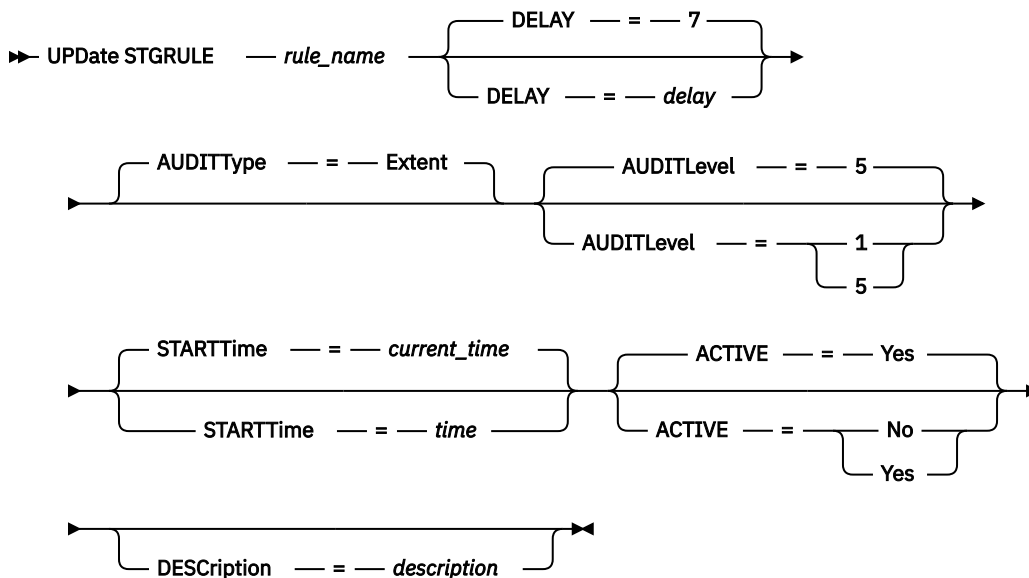 DELAY = 7
UPDate STGRULE rule_name
DELAY = delay
AUDITType = Extent
AUDITLevel = 5
AUDITLevel = 1
5
STARTTime = current_time
ACTIVE = Yes
STARTTime = time
ACTIVE = No
Yes
DESCription = description